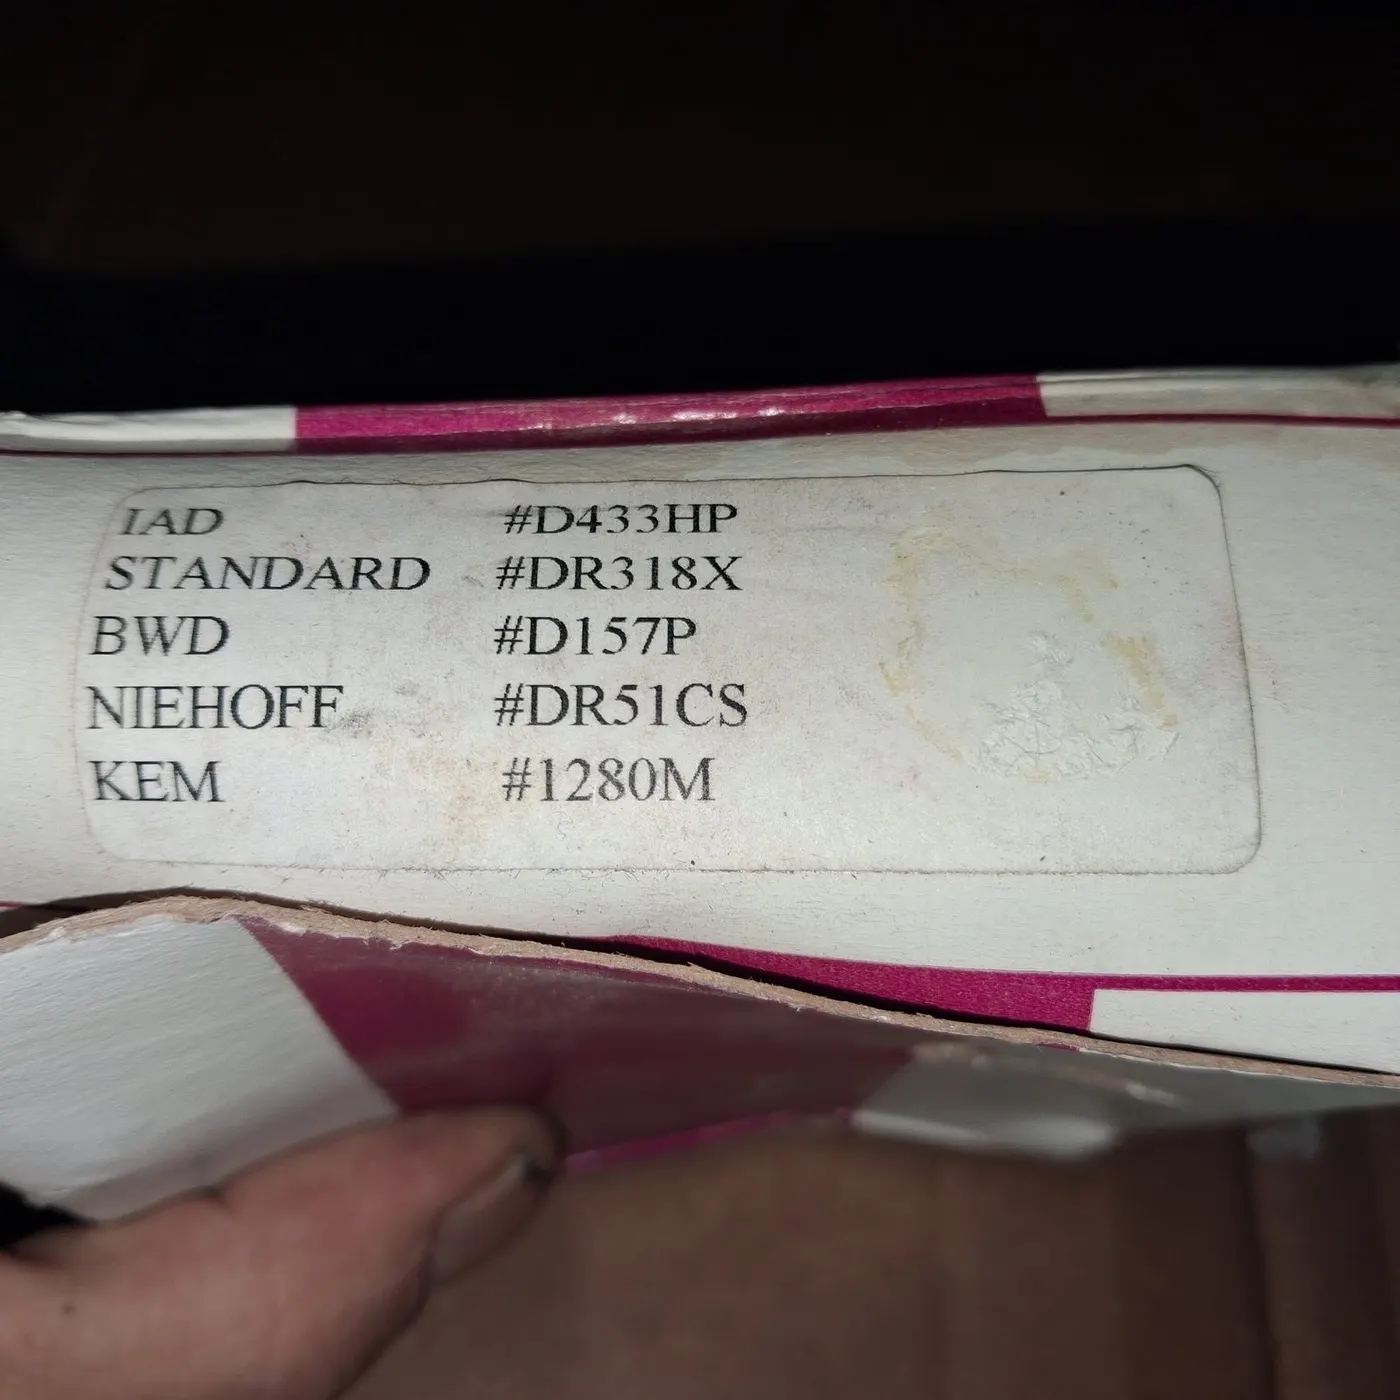 IAD #D433HP
STANDARD #DR318X
BWD #D157P
NIEHOFF #DR51CS
KEM #1280M